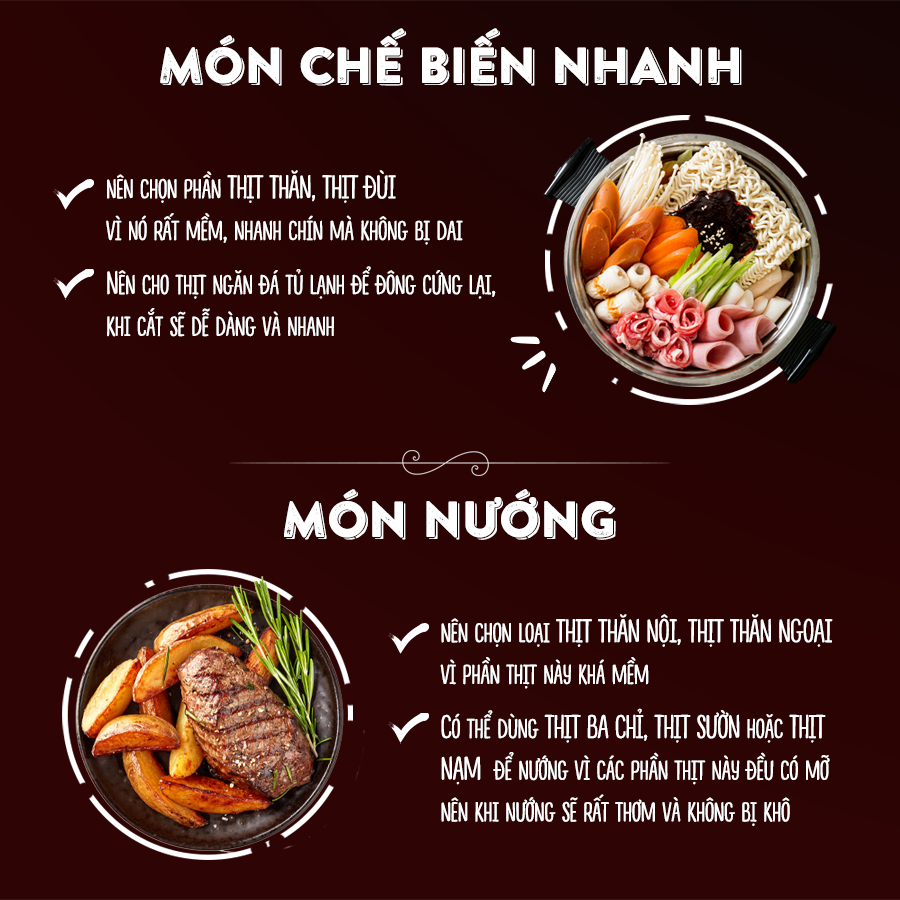 MÓN CHẾ BIẾN NHANH
NÊN CHỌN PHẦN THỊT THĂN, THỊT ĐÙI
VÌ NÓ RẤT MỀM, NHANH CHÍN MÀ KHÔNG BỊ DAI
NÊN CHO THỊT NGĂN ĐÁ TỦ LẠNH ĐỂ ĐÔNG CỨNG LẠI,
KHI CẮT SẼ DỄ DÀNG VÀ NHANH
MÓN NƯỚNG
NÊN CHỌN LOẠI THỊT THĂN NỘI, THỊT THĂN NGOẠI
VÌ PHẦN THỊT NÀY KHÁ MỀM
CÓ THỂ DÙNG THỊT BA CHỈ, THỊT SƯỜN HOẶC THỊT
NẠM ĐỂ NƯỚNG VÌ CÁC PHẦN THỊT NÀY ĐỀU CÓ MỠ
NÊN KHI NƯỚNG SẼ RẤT THƠM VÀ KHÔNG BỊ KHÔ